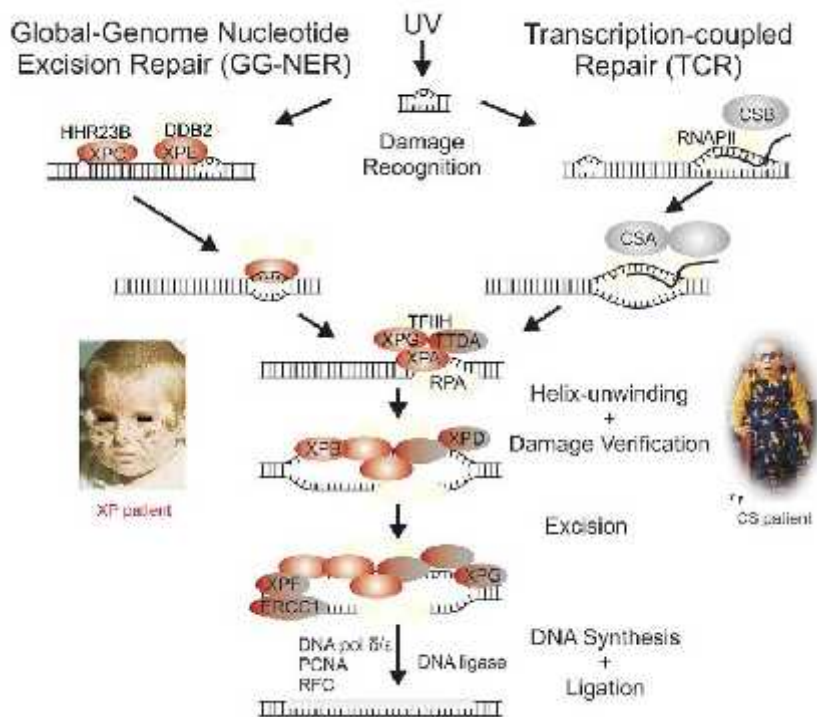 Global-Genome Nucleotide
Excision Repair (GG-NER)
UV
Transcription-coupled
Repair (TCR)
HHR23B
DDB2
XPC
XPE
Damage
Recognition
CSB
RNAPII
CSA
TFIIH
XPG
TTDA
XPA
RPA
Helix-unwinding
+
Damage Verification
XPB
XPD
XP patient
CS patient
Excision
XPF
XPG
ERCC1
DNA pol δ/ε
PCNA
RFC
DNA ligase
DNA Synthesis
+
Ligation